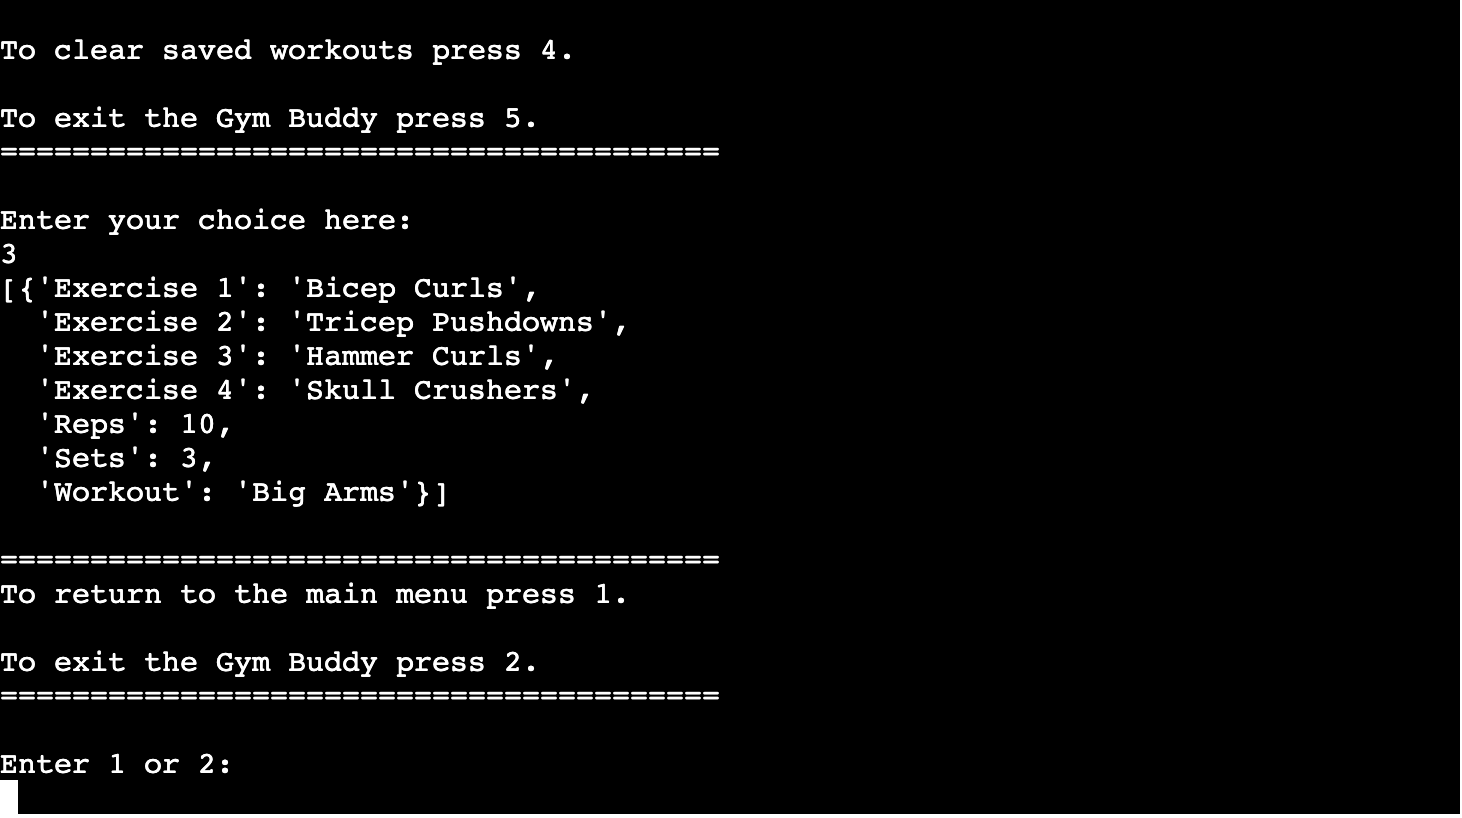 To clear saved workouts press 4.
To exit the Gym Buddy press 5.
========================================
Enter your choice here:
3
[{'Exercise 1': 'Bicep Curls',
  'Exercise 2': 'Tricep Pushdowns',
  'Exercise 3': 'Hammer Curls',
  'Exercise 4': 'Skull Crushers',
  'Reps': 10,
  'Sets': 3,
  'Workout': 'Big Arms'}]
========================================
To return to the main menu press 1.
To exit the Gym Buddy press 2.
========================================
Enter 1 or 2: